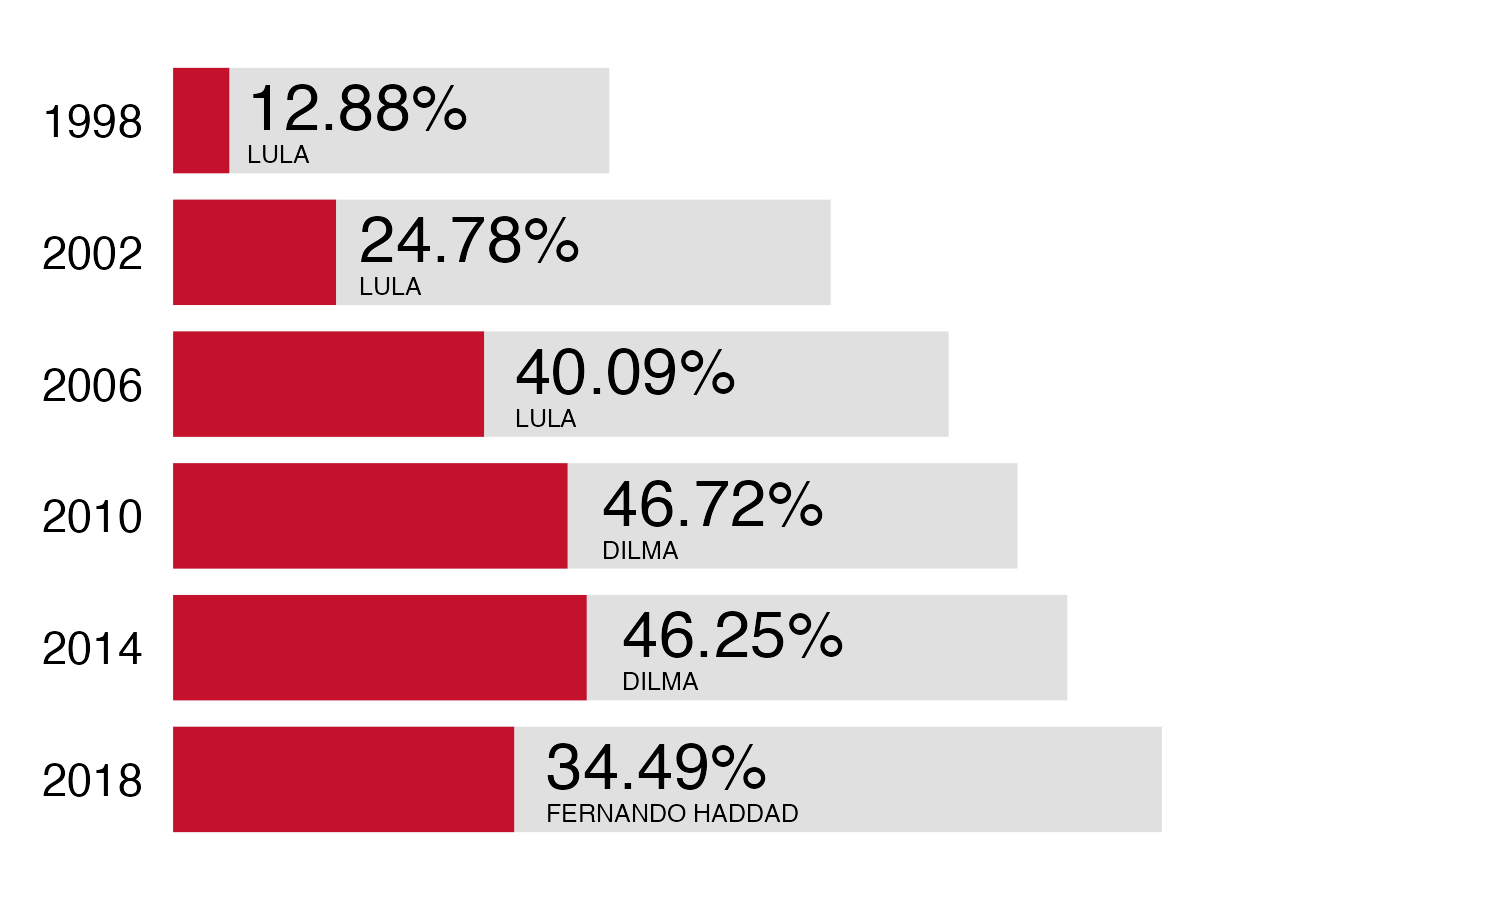 1998
12.88%
LULA
2002
24.78%
LULA
2006
40.09%
LULA
2010
46.72%
DILMA
2014
46.25%
DILMA
2018
34.49%
FERNANDO HADDAD